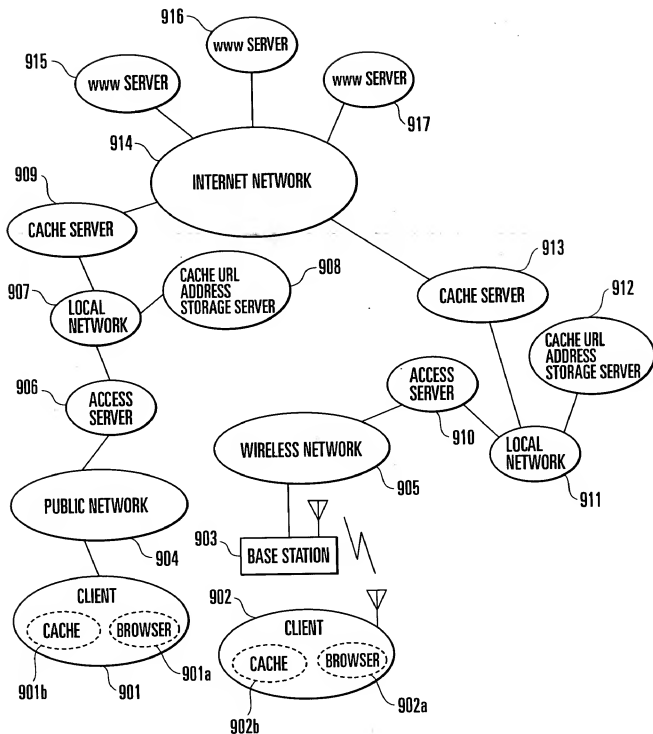 916
915
www SERVER
www SERVER
www SERVER
917
914
INTERNET NETWORK
909
CACHE SERVER
913
CACHE SERVER
908
CACHE URL
ADDRESS
STORAGE SERVER
907
LOCAL
NETWORK
912
CACHE URL
ADDRESS
STORAGE SERVER
906
ACCESS
SERVER
ACCESS
SERVER
910
LOCAL
NETWORK
911
WIRELESS NETWORK
905
PUBLIC NETWORK
904
903
BASE STATION
CLIENT
CACHE
BROWSER
901b
901
901a
902
CLIENT
CACHE
BROWSER
902b
902a